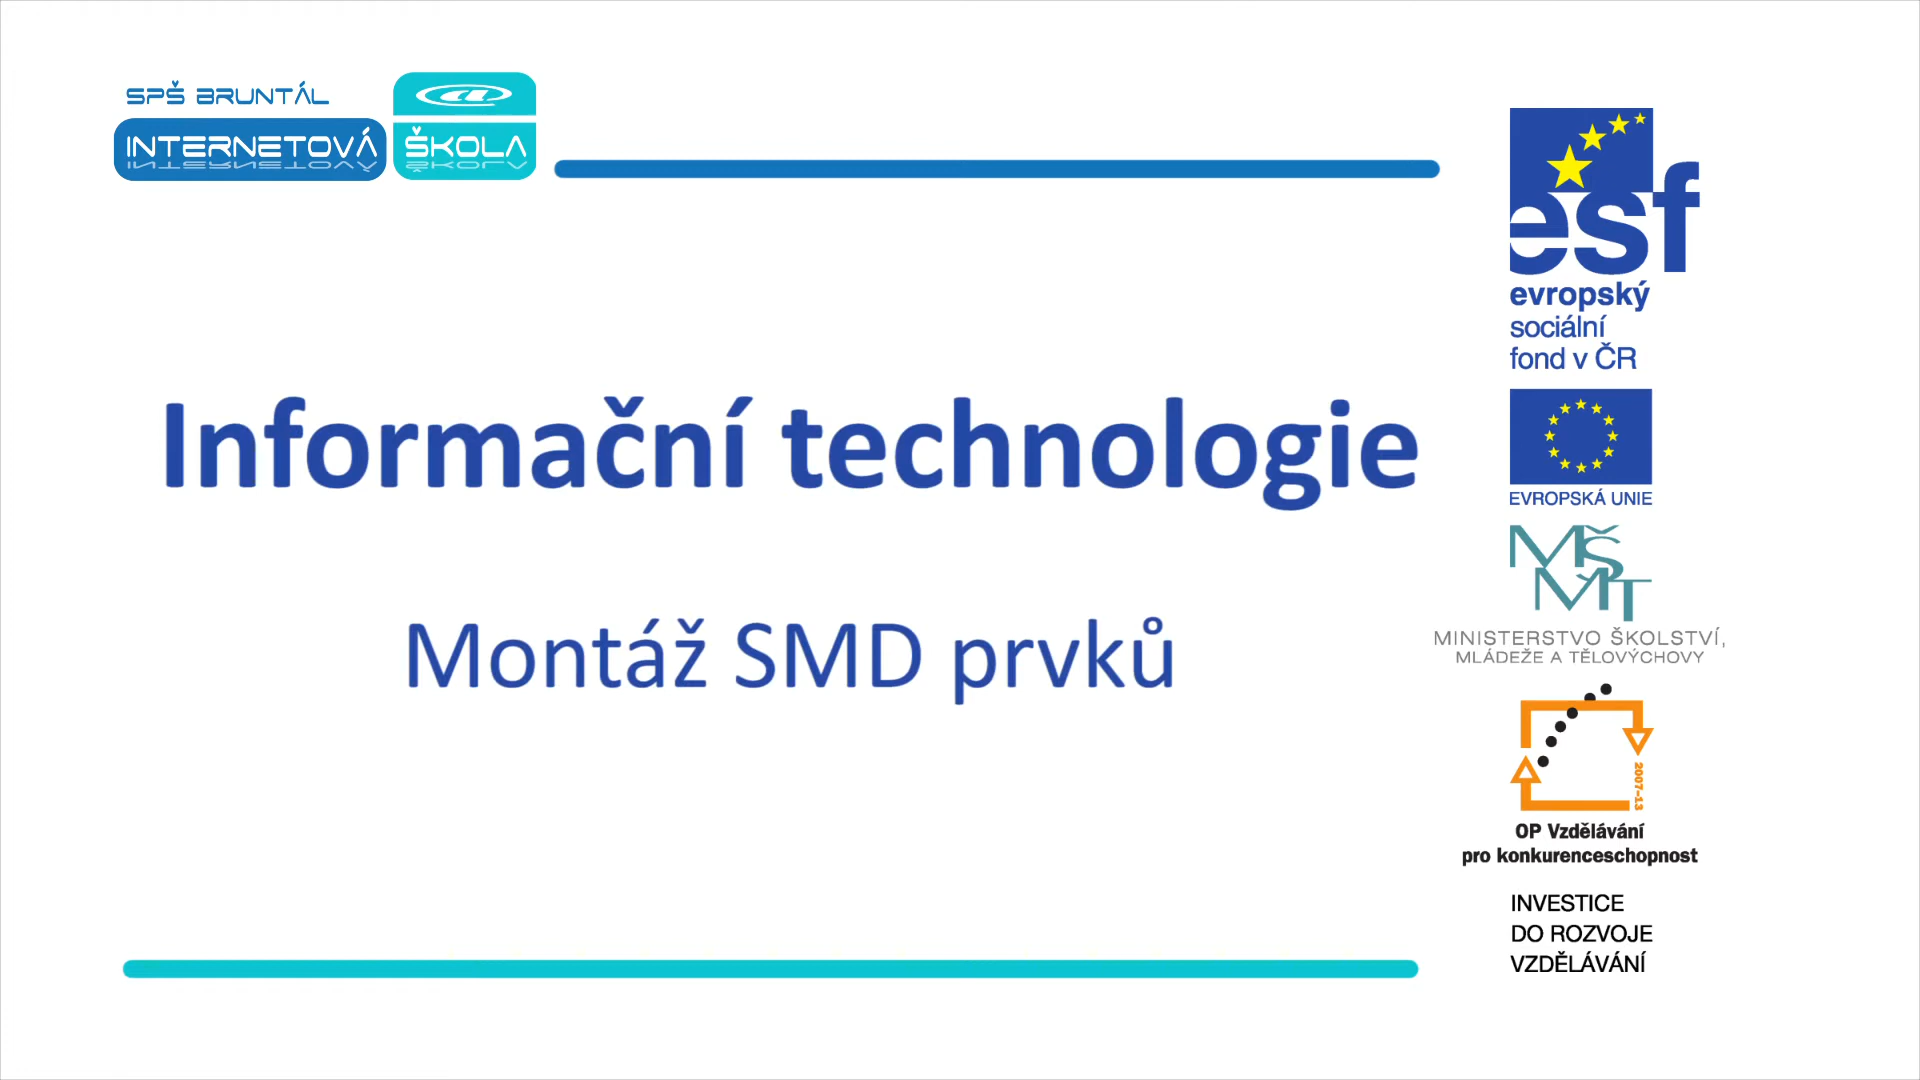 SPŠ BRUNTÁL
INTERNETOVÁ ŠKOLA
Informační technologie
Montáž SMD prvků
esf
evropský
sociální
fond v ČR
EVROPSKÁ UNIE
MŠMT
MINISTERSTVO ŠKOLSTVÍ,
MLÁDEŽE A TĚLOVÝCHOVY
2007-13
OP Vzdělávání
pro konkurenceschopnost
INVESTICE
DO ROZVOJE
VZDĚLÁVÁNÍ